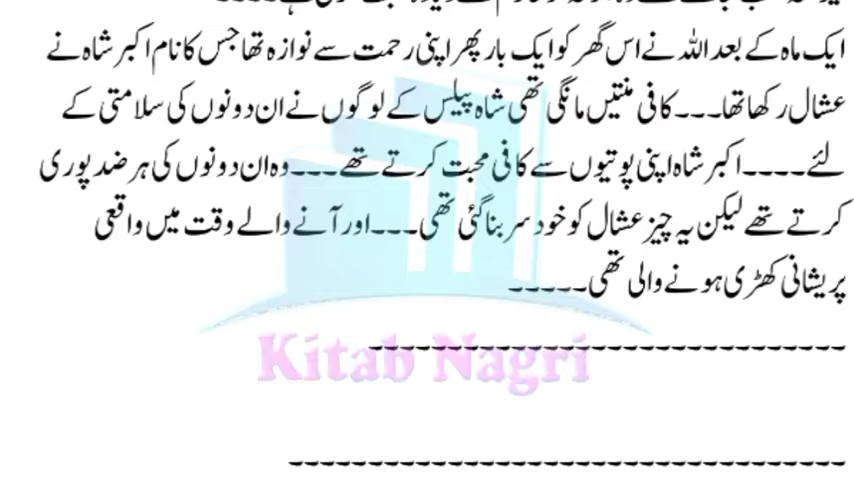 ایک ماہ کے بعد اللہ نے اس گھر کو ایک بار پھر اپنی رحمت سے نوازہ تھا جس کا نام اکبر شاہ نے
عشال رکھا تھا۔۔۔ کافی منتیں مانگی تھی شاہ پیلس کے لوگوں نے ان دونوں کی سلامتی کے
لئے۔۔۔۔ اکبر شاہ اپنی پوتیوں سے کافی محبت کرتے تھے۔۔۔ وہ ان دونوں کی ہر ضد پوری
کرتے تھے لیکن یہ چیز عشال کو خود سر بنا گئی تھی۔۔۔ اور آنے والے وقت میں واقعی
پریشانی کھڑی ہونے والی تھی۔۔۔۔۔
Kitab Nagri